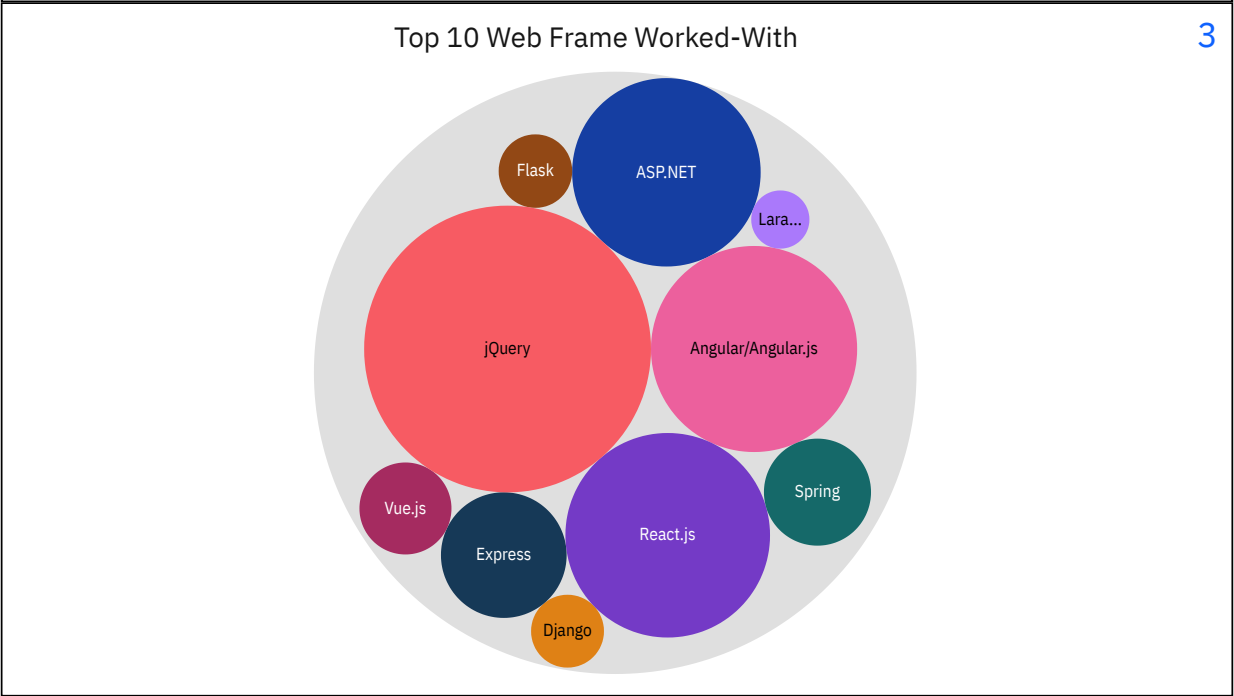 Top 10 Web Frame Worked-With
3
Flask
ASP.NET
Lara...
jQuery
Angular/Angular.js
Spring
Vue.js
React.js
Express
Django